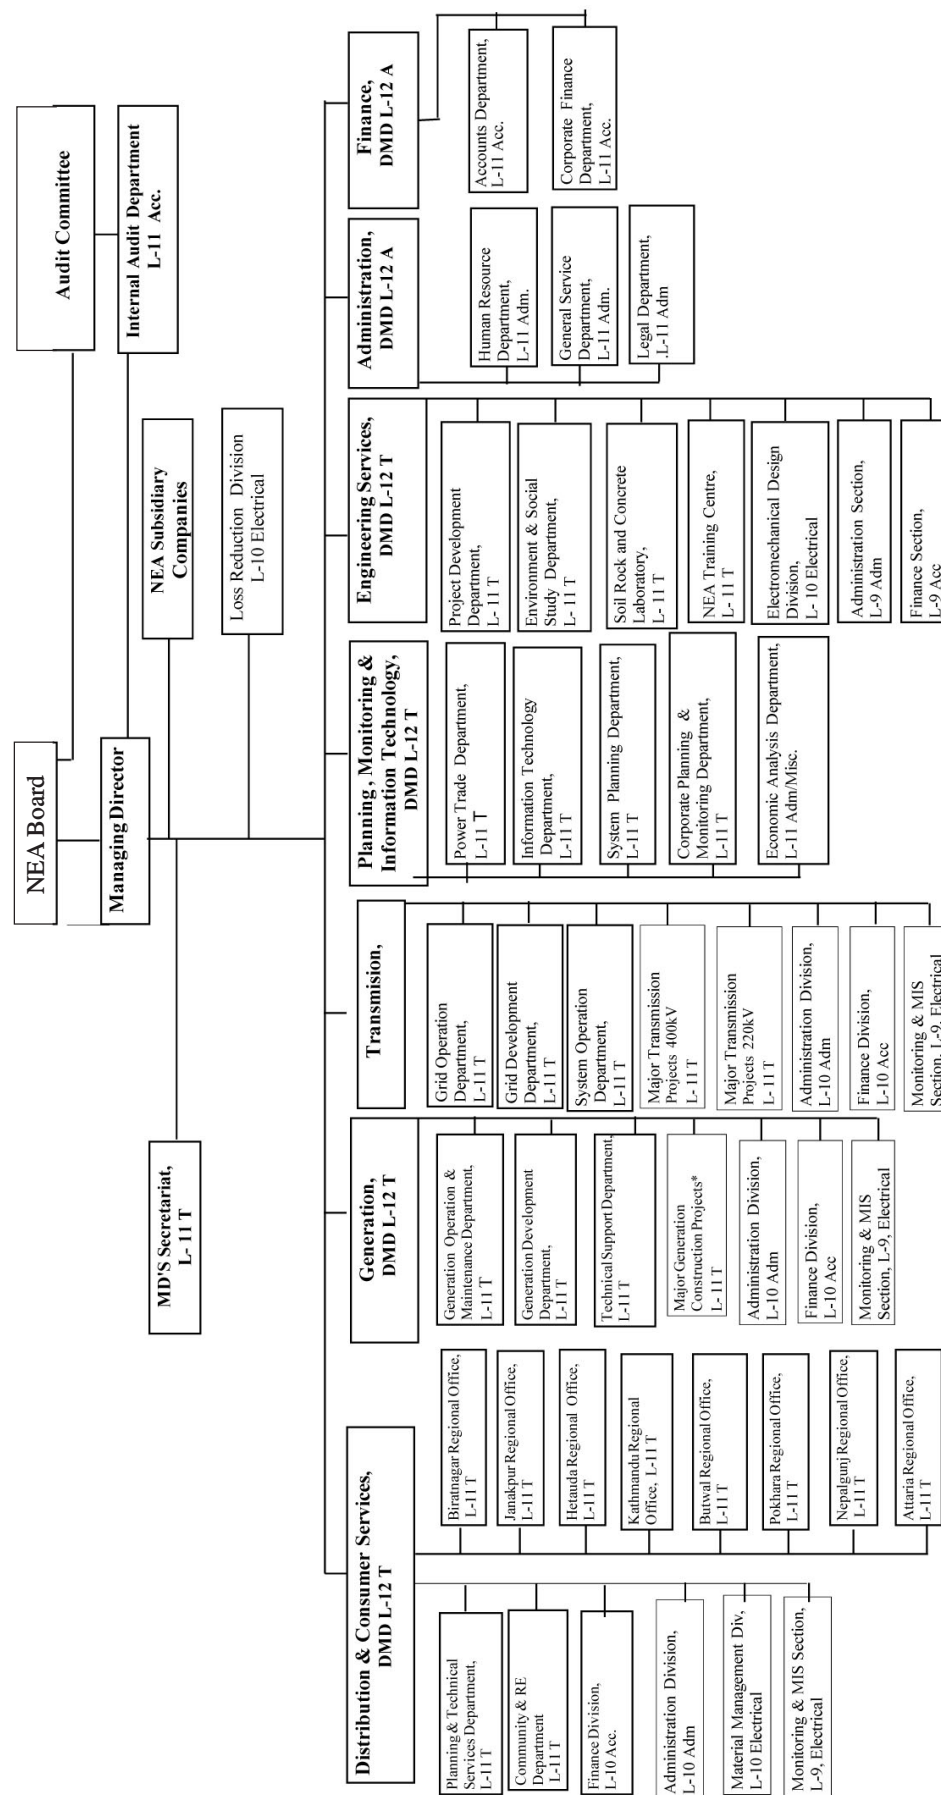 NEA Board
Audit Committee
Managing Director
Internal Audit Department
L-11 Acc.
MD'S Secretariat,
L- 11 T
NEA Subsidiary
Companies
Loss Reduction Division
L-10 Electrical
Distribution & Consumer Services,
DMD L-12 T
Planning & Technical
Services Department,
L-11 T
Community & RE
Department
L-11 T
Finance Division,
L-10 Acc.
Administration Division,
L-10 Adm
Material Management Div,
L-10 Electrical
Monitoring & MIS Section,
L-9, Electrical
Biratnagar Regional Office,
L-11 T
Janakpur Regional Office,
L-11 T
Hetauda Regional Office,
L-11 T
Kathmandu Regional
Office, L-11 T
Butwal Regional Office,
L-11 T
Pokhara Regional Office,
L-11 T
Nepalgunj Regional Office,
L-11 T
Attaria Regional Office,
L-11 T
Generation,
DMD L-12 T
Generation Operation &
Maintenance Department,
L-11 T
Generation Development
Department,
L-11 T
Technical Support Department,
L-11 T
Major Generation
Construction Projects*
L-11 T
Administration Division,
L-10 Adm
Finance Division,
L-10 Acc
Monitoring & MIS
Section, L-9, Electrical
Transmision,
Grid Operation
Department,
L-11 T
Grid Development
Department,
L-11 T
System Operation
Department,
L-11 T
Major Transmission
Projects 400kV
L-11 T
Major Transmission
Projects 220kV
L-11 T
Administration Division,
L-10 Adm
Finance Division,
L-10 Acc
Monitoring & MIS
Section, L-9, Electrical
Planning , Monitoring &
Information Technology,
DMD L-12 T
Power Trade Department,
L-11 T
Information Technology
Department,
L-11 T
System Planning Department,
L-11 T
Corporate Planning &
Monitoring Department,
L-11 T
Economic Analysis Department,
L-11 Adm/Misc.
Engineering Services,
DMD L-12 T
Project Development
Department,
L- 11 T
Environment & Social
Study Department,
L- 11 T
Soil Rock and Concrete
Laboratory,
L- 11 T
NEA Training Centre,
L- 11 T
Electromechanical Design
Division,
L- 10 Electrical
Administration Section,
L-9 Adm
Finance Section,
L-9 Acc
Administration,
DMD L-12 A
Human Resource
Department,
L-11 Adm.
General Service
Department,
L-11 Adm.
Legal Department,
.L-11 Adm
Finance,
DMD L-12 A
Accounts Department,
L-11 Acc.
Corporate Finance
Department,
L-11 Acc.